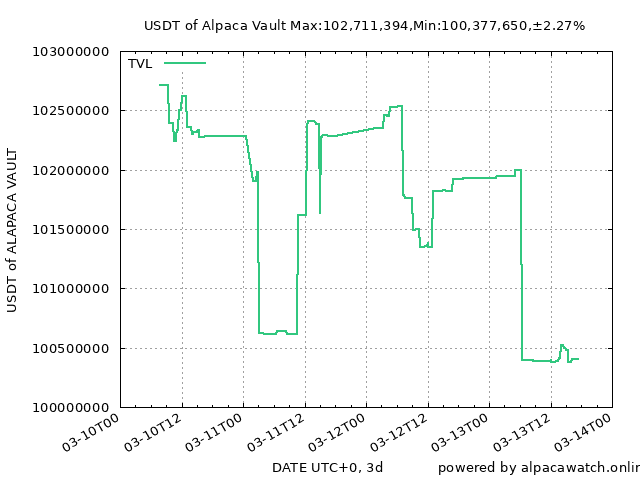 USDT of Alpaca Vault Max:102,711,394,Min:100,377,650,±2.27%
TVL
USDT of ALAPACA VAULT
103000000
102500000
102000000
101500000
101000000
100500000
100000000
03-10T00
03-10T12
03-11T00
03-11T12
03-12T00
03-12T12
03-13T00
03-13T12
03-14T00
DATE UTC+0, 3d
powered by alpacawatch.onlin